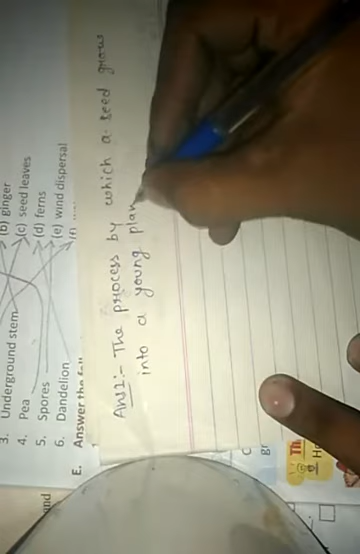 3. Underground stem
4. Pea
5. Spores
6. Dandelion
(b) ginger
(c) seed leaves
(d) ferns
(e) wind dispersal
E. Answer the
Ans1:- The process by which a seed grows
into a young plan